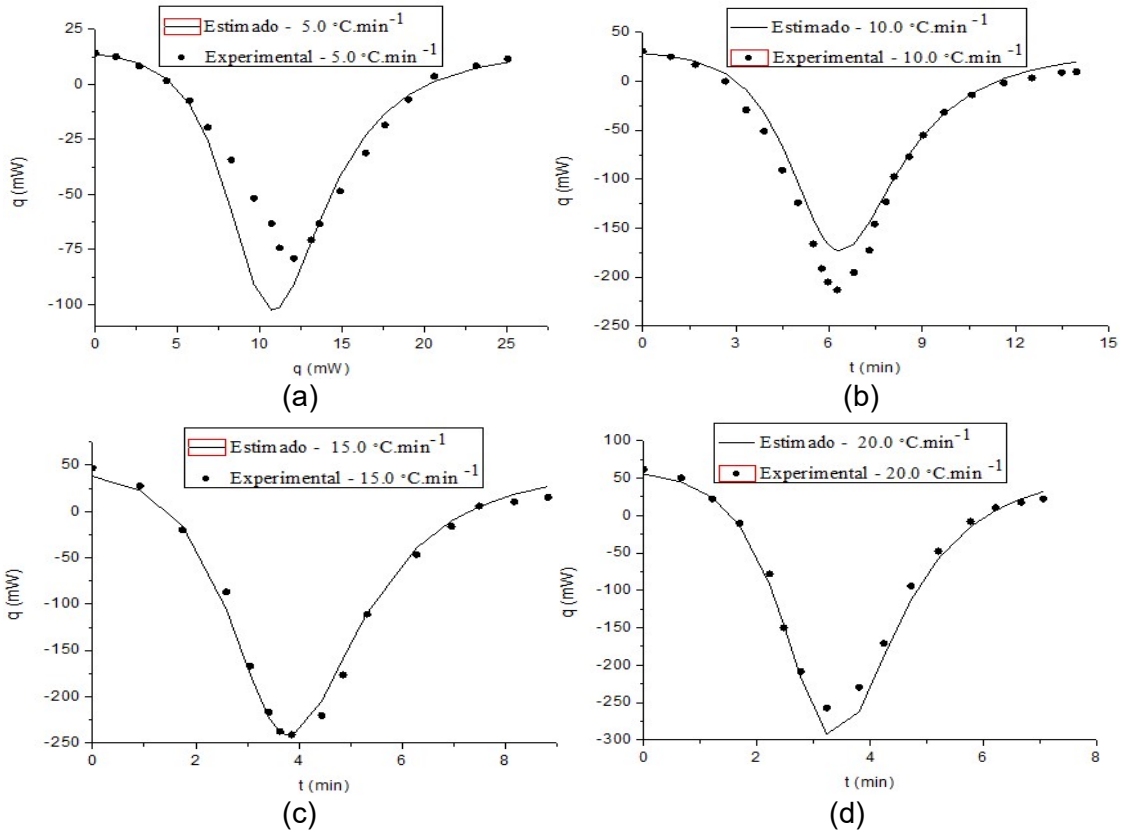 Estimado - 5.0 °C.min⁻¹
Experimental - 5.0 °C.min⁻¹
25
0
-25
-50
-75
-100
q (mW)
0 5 10 15 20 25
q (mW)
(a)
Estimado - 10.0 °C.min⁻¹
Experimental - 10.0 °C.min⁻¹
50
0
-50
-100
-150
-200
-250
q (mW)
0 3 6 9 12 15
t (min)
(b)
Estimado - 15.0 °C.min⁻¹
Experimental - 15.0 °C.min⁻¹
50
0
-50
-100
-150
-200
-250
q (mW)
0 2 4 6 8
t (min)
(c)
Estimado - 20.0 °C.min⁻¹
Experimental - 20.0 °C.min⁻¹
100
50
0
-50
-100
-150
-200
-250
-300
q (mW)
0 2 4 6 8
t (min)
(d)